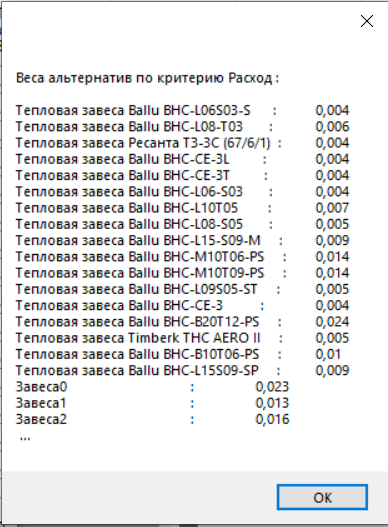 Веса альтернатив по критерию Расход :
Тепловая завеса Ballu BHC-L06S03-S : 0,004
Тепловая завеса Ballu BHC-L08-T03 : 0,006
Тепловая завеса Ресанта ТЗ-3С (67/6/1) : 0,004
Тепловая завеса Ballu BHC-CE-3L : 0,004
Тепловая завеса Ballu BHC-CE-3T : 0,004
Тепловая завеса Ballu BHC-L06-S03 : 0,004
Тепловая завеса Ballu BHC-L10T05 : 0,007
Тепловая завеса Ballu BHC-L08-S05 : 0,005
Тепловая завеса Ballu BHC-L15-S09-M : 0,009
Тепловая завеса Ballu BHC-M10T06-PS : 0,014
Тепловая завеса Ballu BHC-M10T09-PS : 0,014
Тепловая завеса Ballu BHC-L09S05-ST : 0,005
Тепловая завеса Ballu BHC-CE-3 : 0,004
Тепловая завеса Ballu BHC-B20T12-PS : 0,024
Тепловая завеса Timberk THC AERO II : 0,005
Тепловая завеса Ballu BHC-B10T06-PS : 0,01
Тепловая завеса Ballu BHC-L15S09-SP : 0,009
Завеса0 : 0,023
Завеса1 : 0,013
Завеса2 : 0,016
...
OK